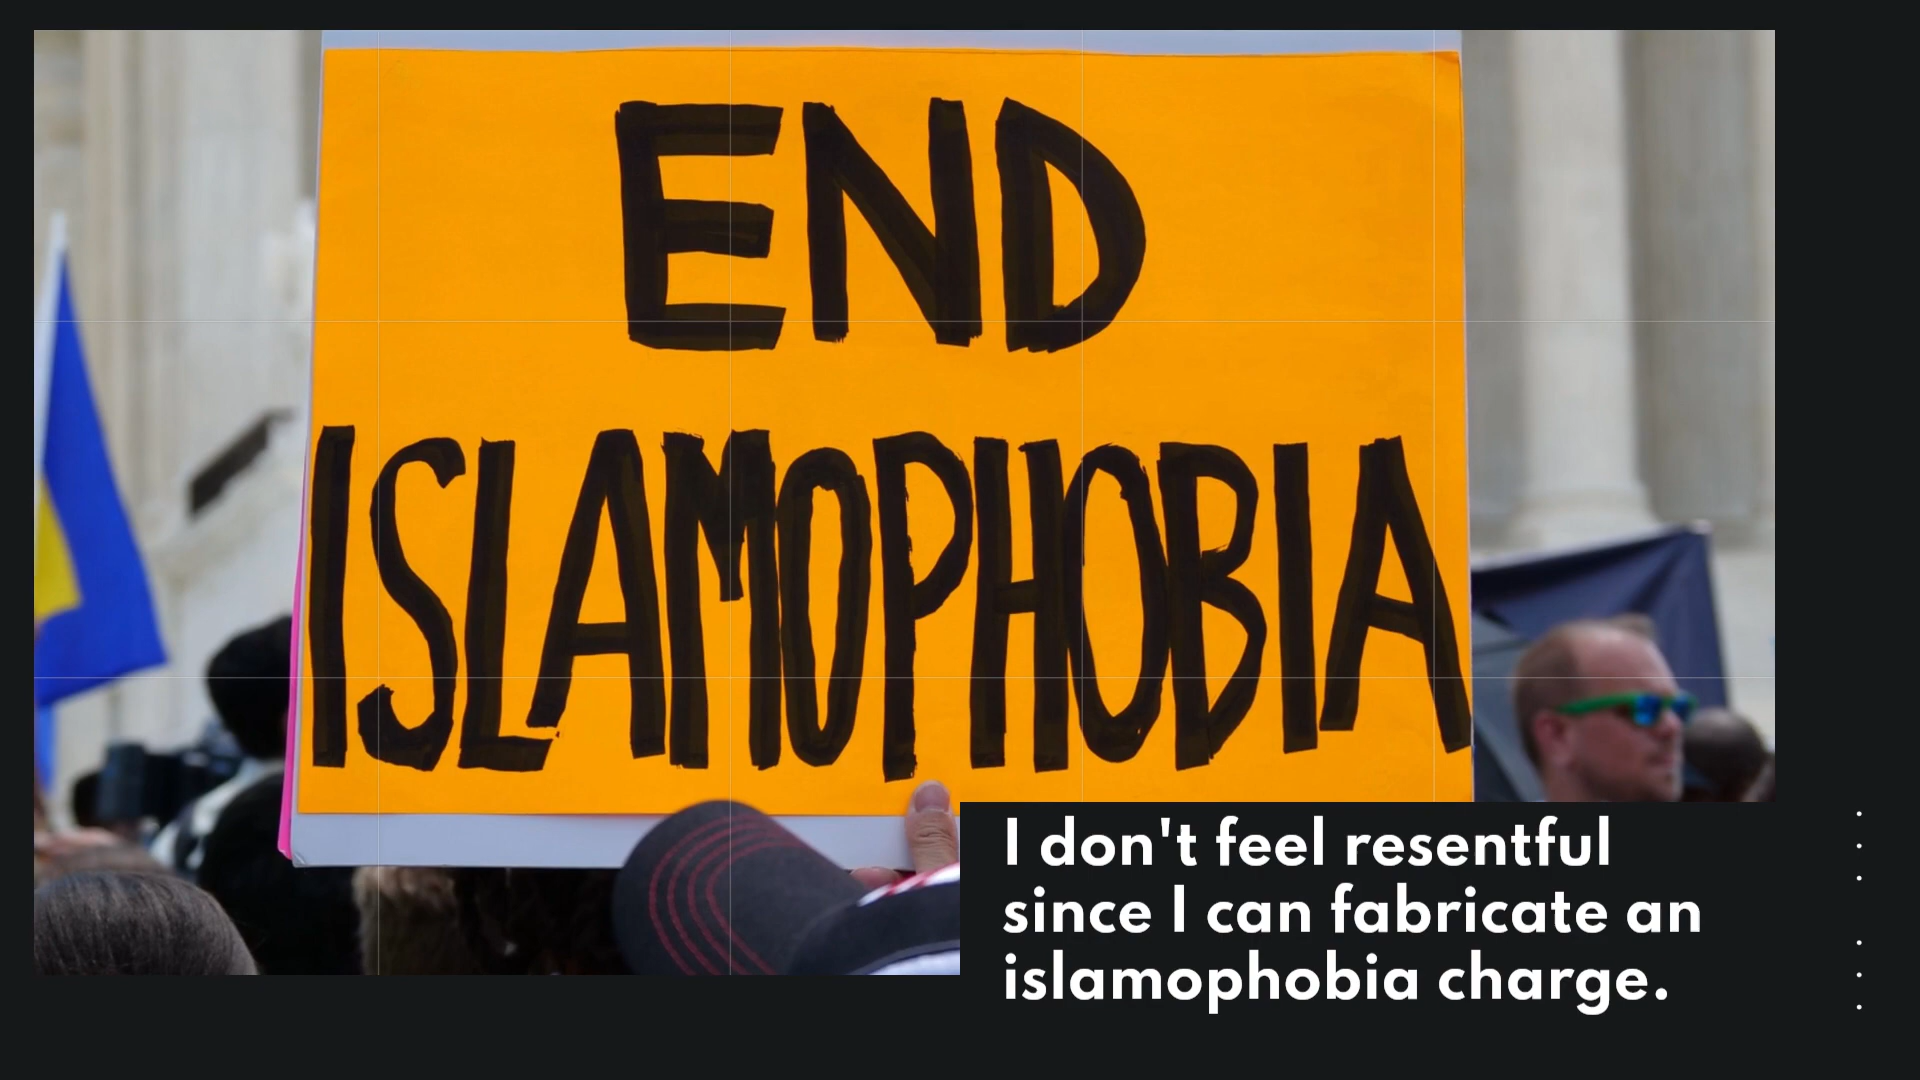 END
ISLAMOPHOBIA
I don't feel resentful
since I can fabricate an
islamophobia charge.